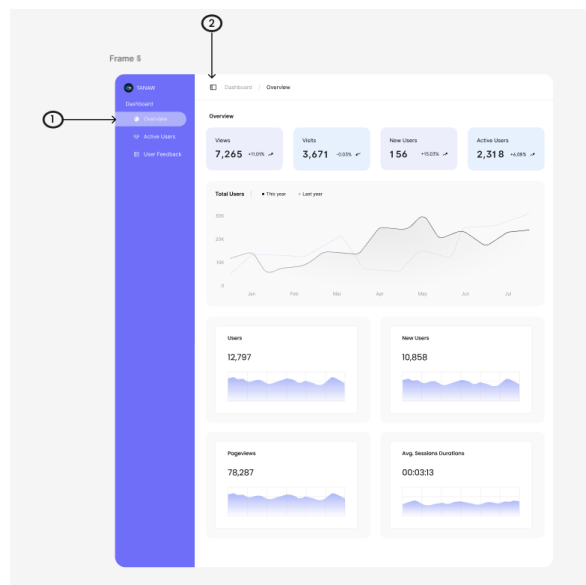 2
Frame 5
TANAW
Dashboard / Overview
Dashboard
1
Overview
Active Users
User Feedback
Overview
Views
7,265 +11.01%
Visits
3,671 -0.03%
New Users
156 +15.03%
Active Users
2,318 +6.08%
Total Users
This year
Last year
30K
20K
10K
0
Jan Feb Mar Apr May Jun Jul
Users
12,797
New Users
10,858
Pageviews
78,287
Avg. Sessions Durations
00:03:13